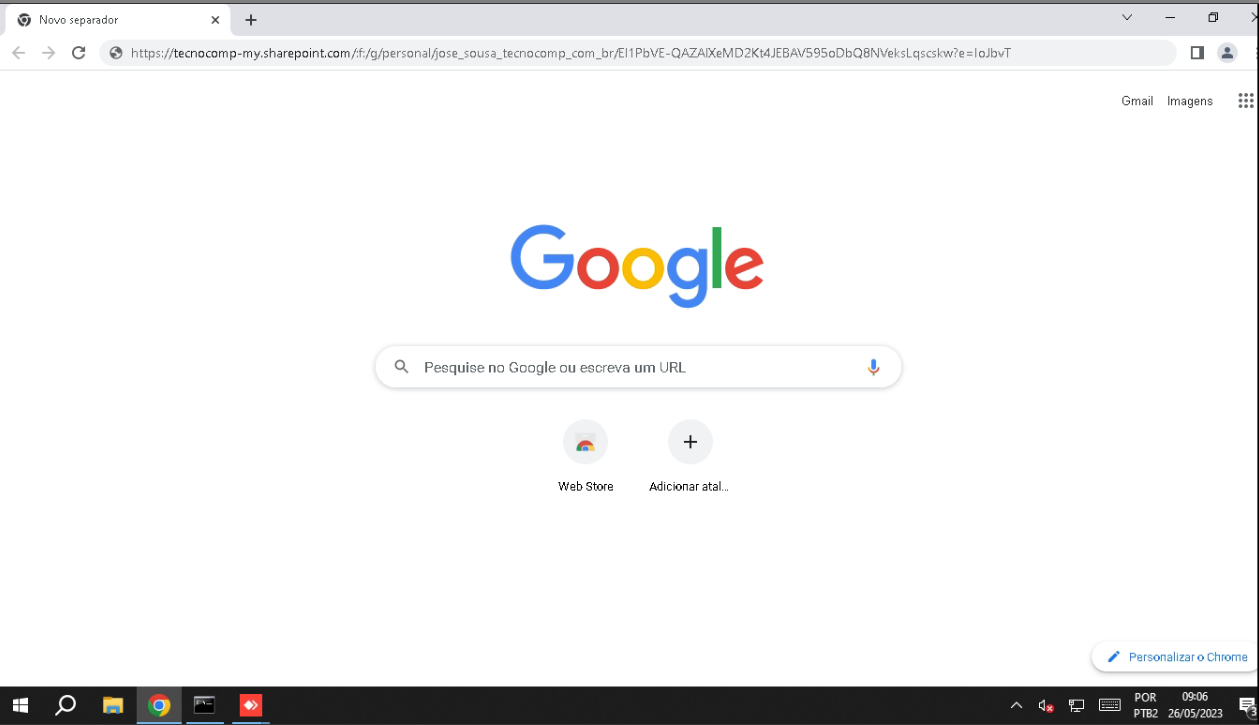 Novo separador
https://tecnocomp-my.sharepoint.com/:f:/g/personal/jose_sousa_tecnocomp_com_br/EI1PbVE-QAZAlXeMD2Kt4JEBAV595oDbQ8NVeksLqscskw?e=IoJbvT
Gmail Imagens
Google
Pesquise no Google ou escreva um URL
Web Store Adicionar atal...
Personalizar o Chrome
POR 09:06
PTB2 26/05/2023